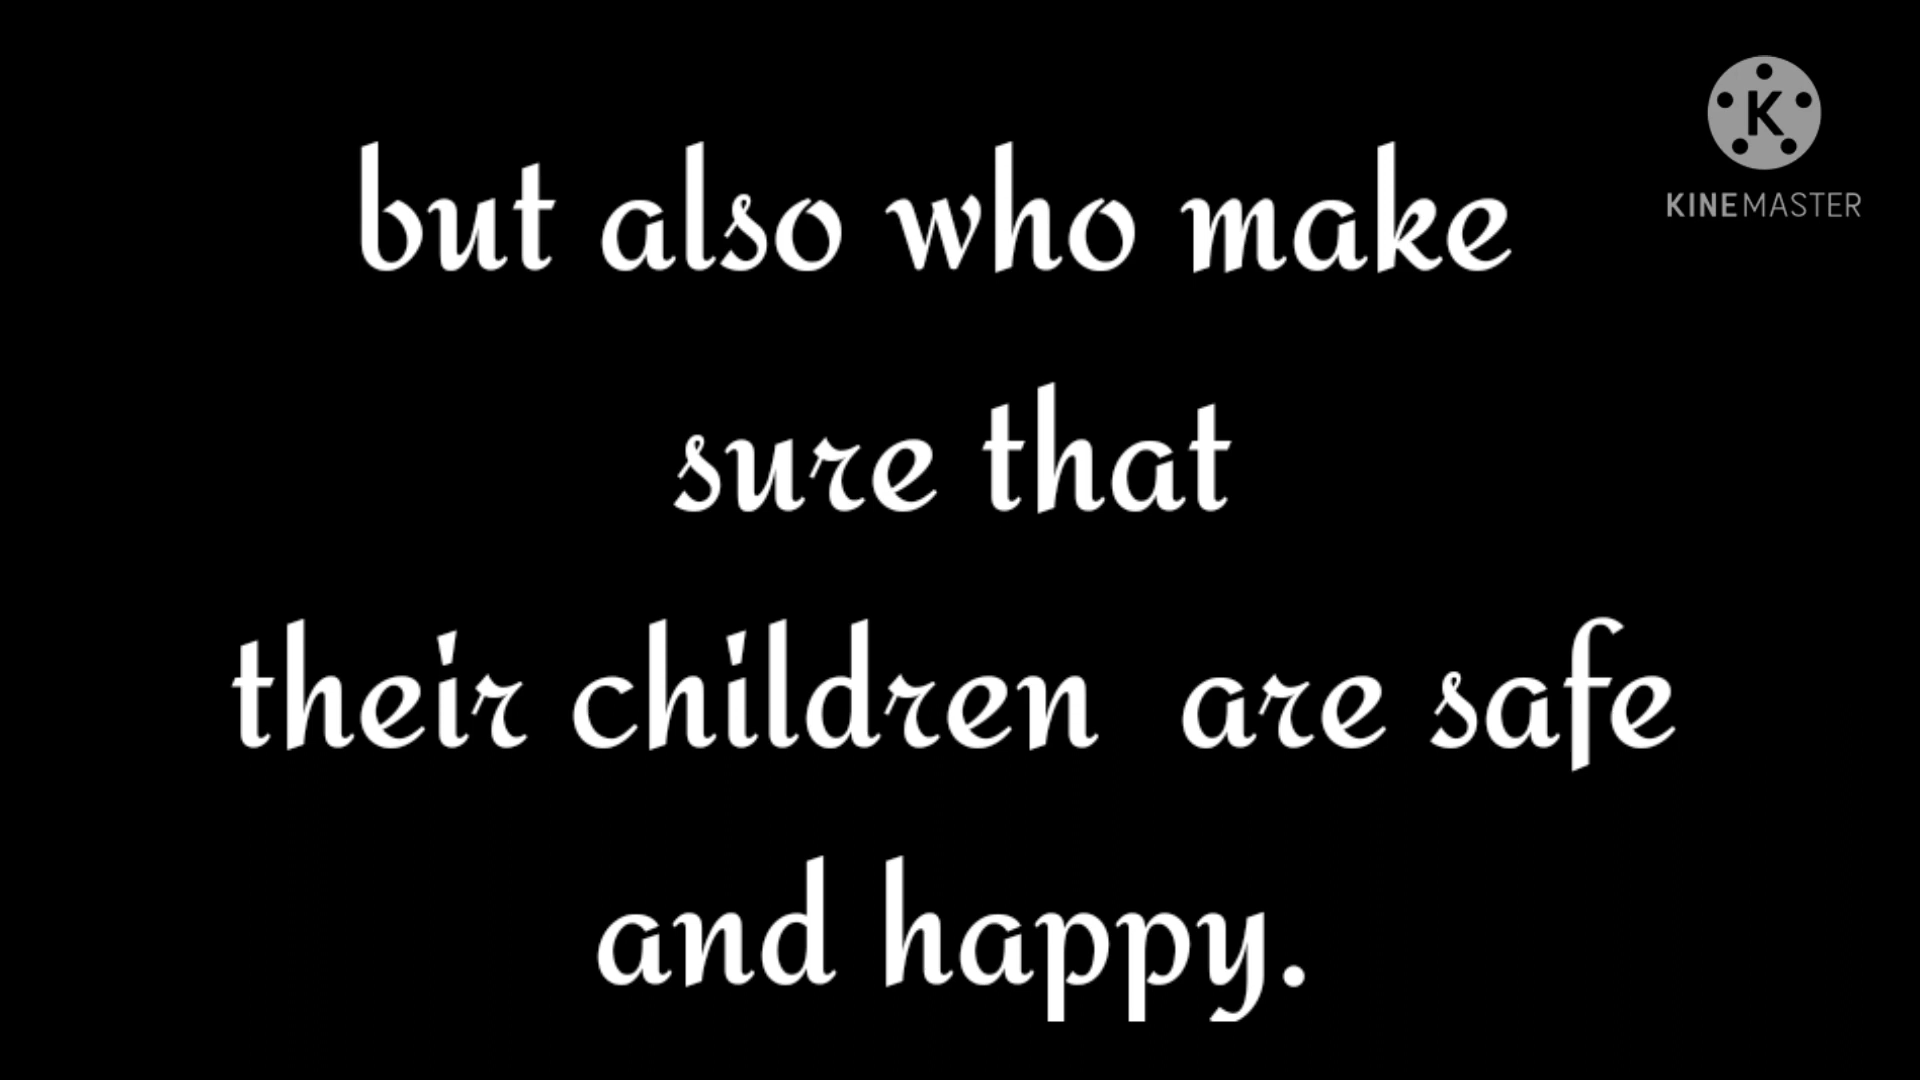 but also who make
K
KINEMASTER
sure that
their children  are safe
and happy.